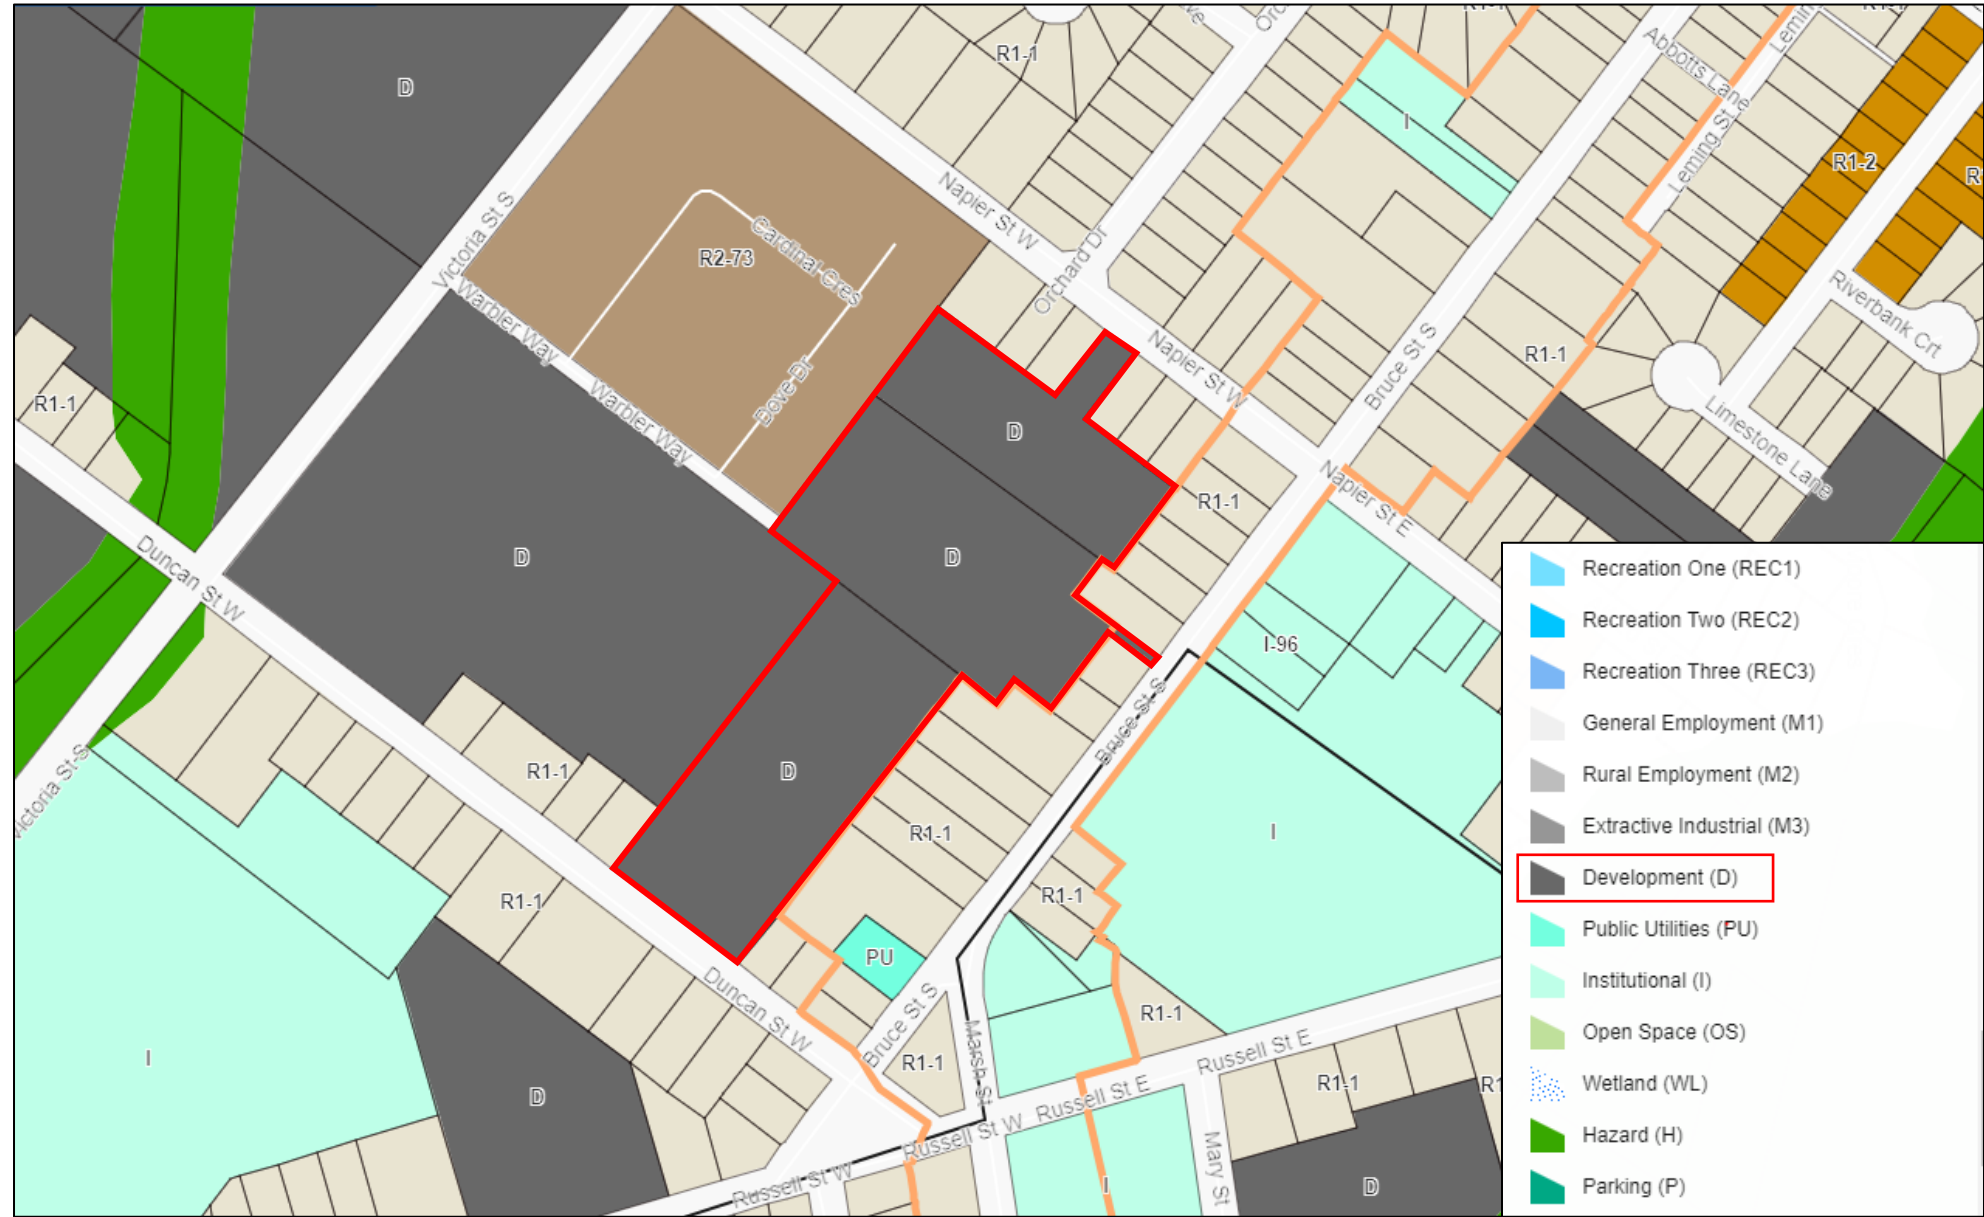 R1-1
D
Abbotts Lane
I
Leming St
R1-2
Napier St W
Victoria St S
Cardinal Cres
R2-73
Orchard Dr
Riverbank Crt
Warbler Way
Napier St W
Bruce St S
R1-1
Dove Dr
Warbler Way
R1-1
Limestone Lane
D
Napier St E
R1-1
D
D
Duncan St W
I-96
Bruce St S
D
R1-1
R1-1
I
R1-1
R1-1
PU
Duncan St W
Bruce St S
Marsh St
R1-1
R1-1
I
D
Russell St E
Russell St E
R1-1
Russell St W
Mary St
Russell St W
I
D
Recreation One (REC1)
Recreation Two (REC2)
Recreation Three (REC3)
General Employment (M1)
Rural Employment (M2)
Extractive Industrial (M3)
Development (D)
Public Utilities (PU)
Institutional (I)
Open Space (OS)
Wetland (WL)
Hazard (H)
Parking (P)